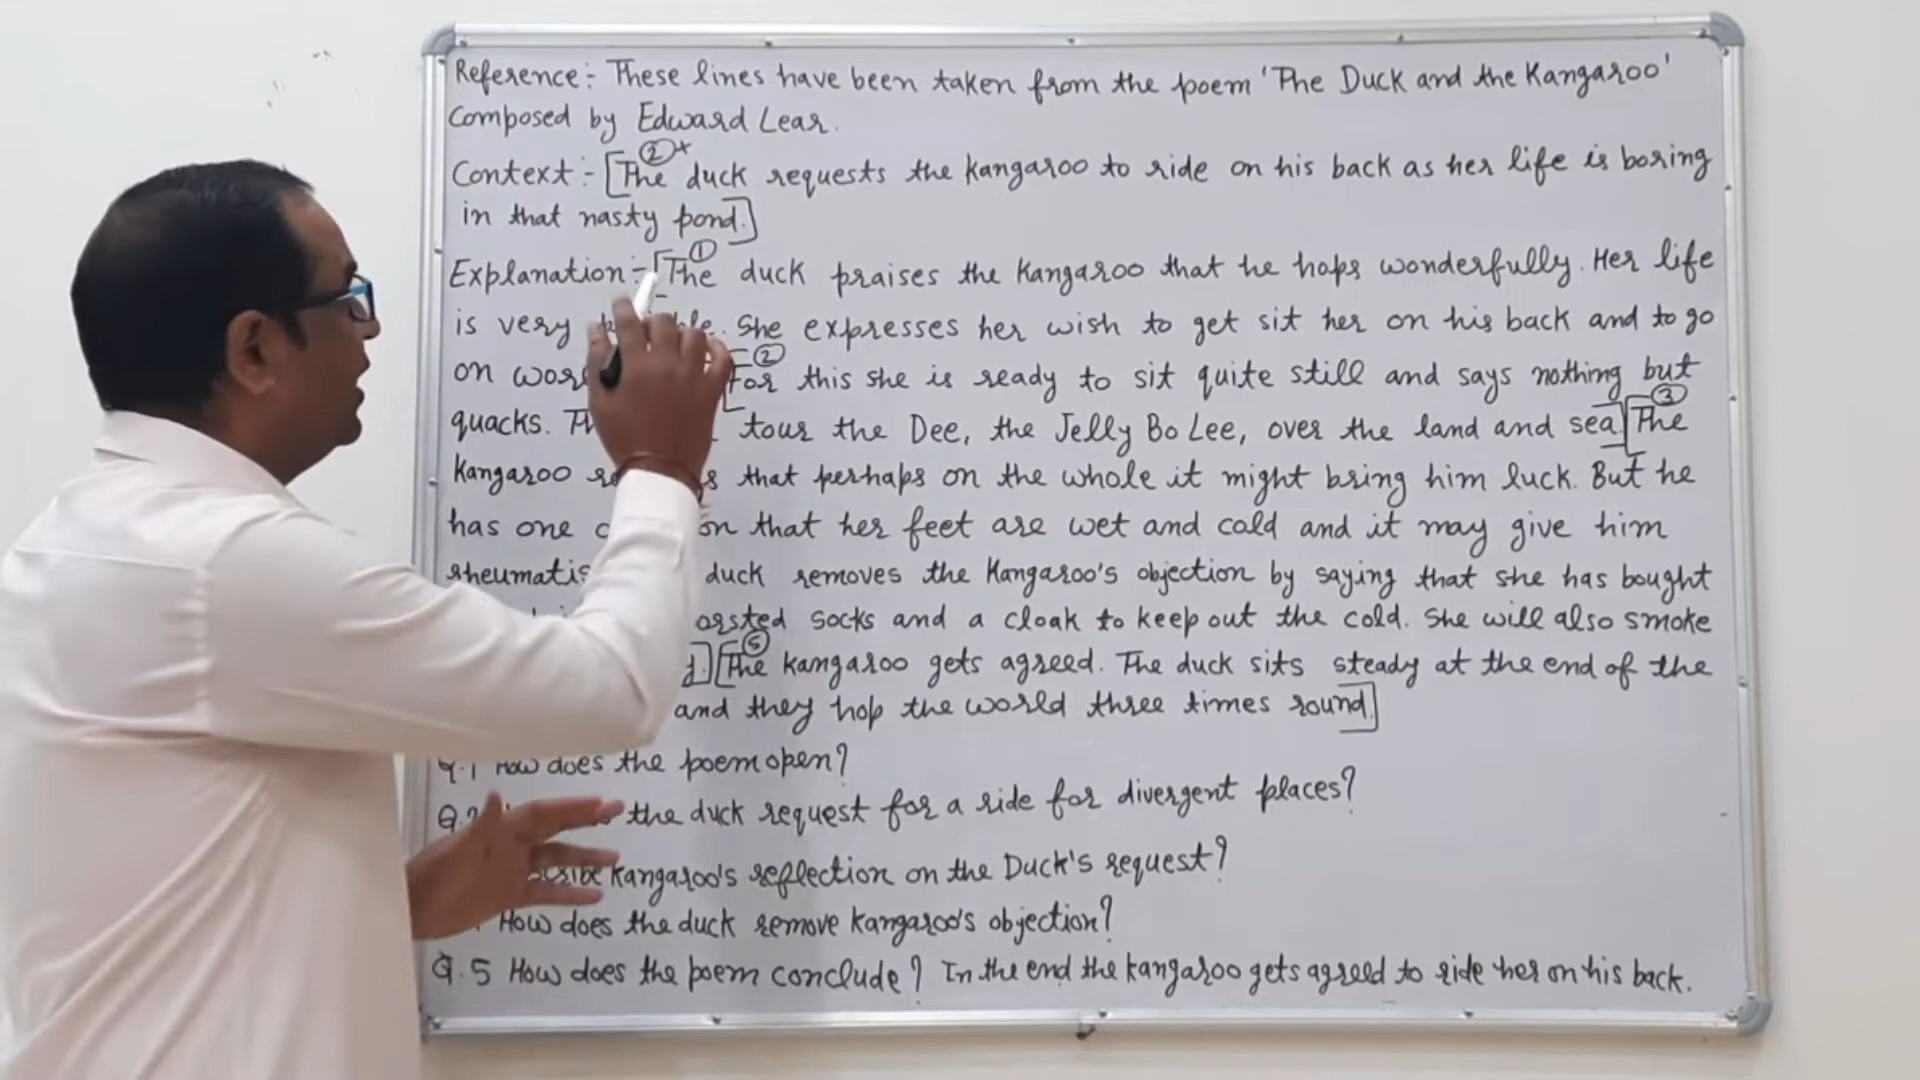 Reference:- These lines have been taken from the poem 'The Duck and the Kangaroo'
Composed by Edward Lear.
Context:- [The ② duck requests the Kangaroo to ride on his back as her life is boring
in that nasty pond.]
Explanation:- [The ① duck praises the Kangaroo that he hops wonderfully. Her life
is very She expresses her wish to get sit her on his back and to go
on [For ② this she is ready to sit quite still and says nothing but
quacks. tour the Dee, the Jelly Bo Lee, over the land and sea.] [The ③
Kangaroo that perhaps on the whole it might bring him luck. But he
has one that her feet are wet and cold and it may give him
duck removes the Kangaroo's objection by saying that she has bought
socks and a cloak to keep out the cold. She will also smoke
] [The ⑤ kangaroo gets agreed. The duck sits steady at the end of the
and they hop the world three times round.]
Q.1 How does the poem open?
the duck request for a ride for divergent places?
Kangaroo's reflection on the Duck's request?
How does the duck remove Kangaroo's objection?
Q.5 How does the poem conclude? In the end the kangaroo gets agreed to ride her on his back.